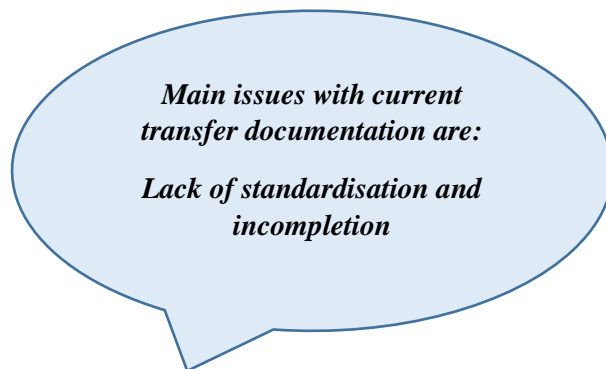 Main issues with current
transfer documentation are:
Lack of standardisation and
incompletion